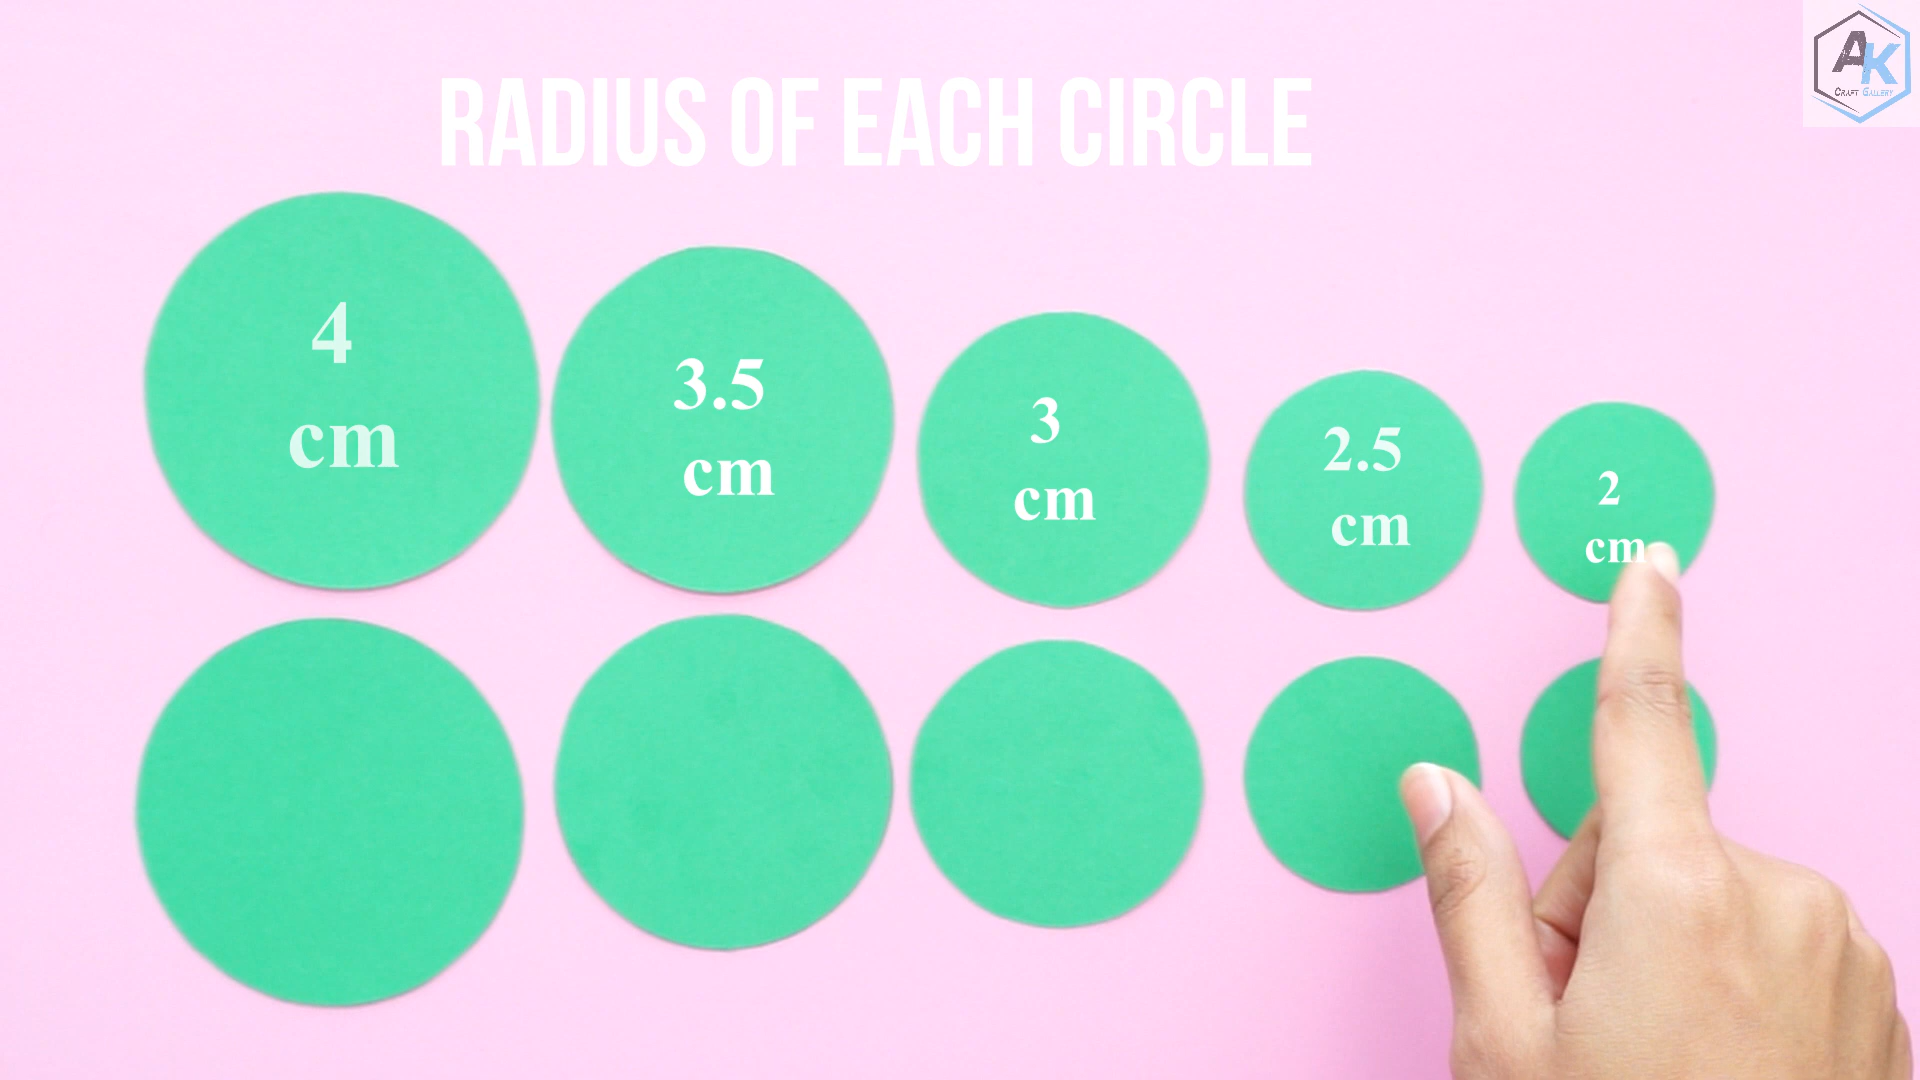 RADIUS OF EACH CIRCLE
AK
CRAFT GALLERY
4
cm
3.5
cm
3
cm
2.5
cm
2
cm